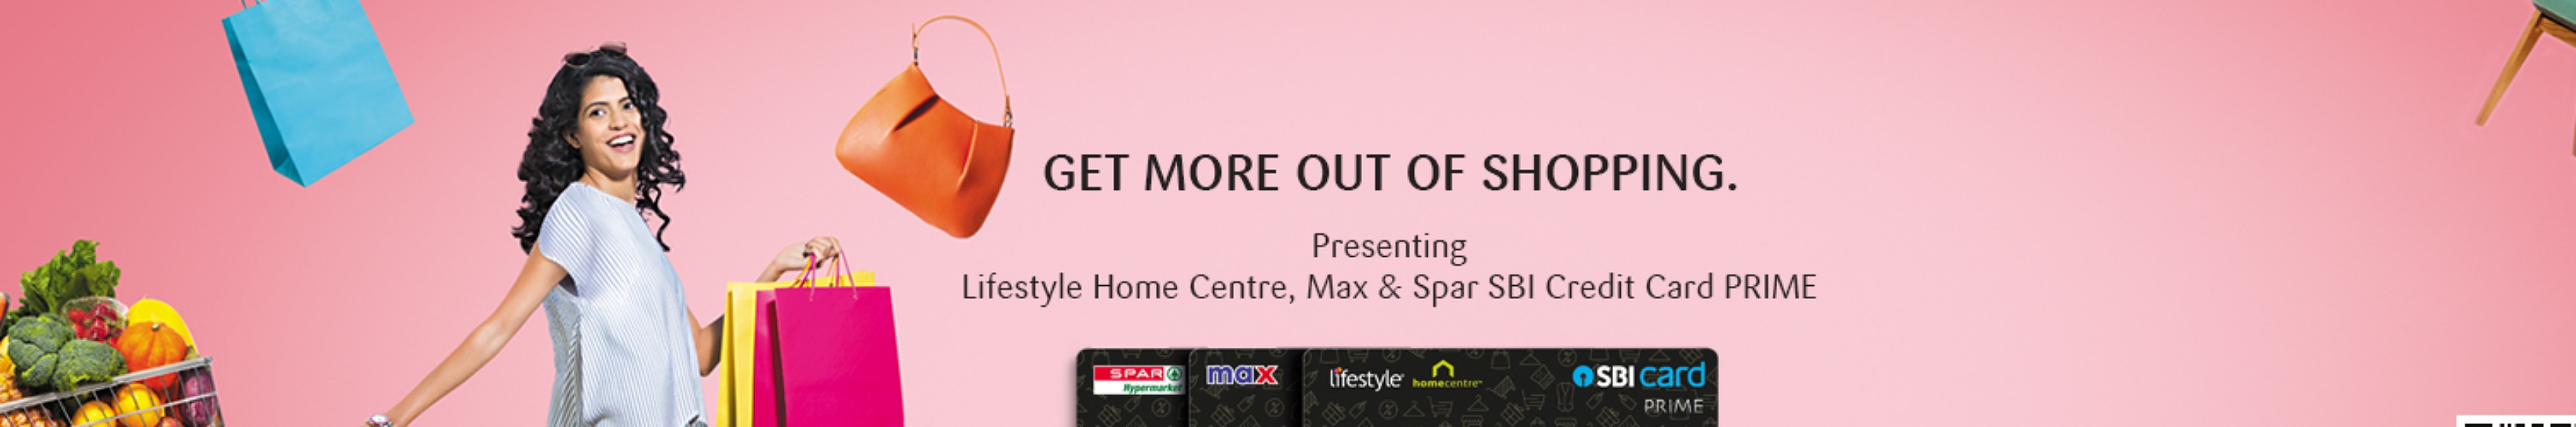 GET MORE OUT OF SHOPPING.
Presenting
Lifestyle Home Centre, Max & Spar SBI Credit Card PRIME
SPAR
Hypermarket
max
lifestyle
homecentre
SBI card
PRIME